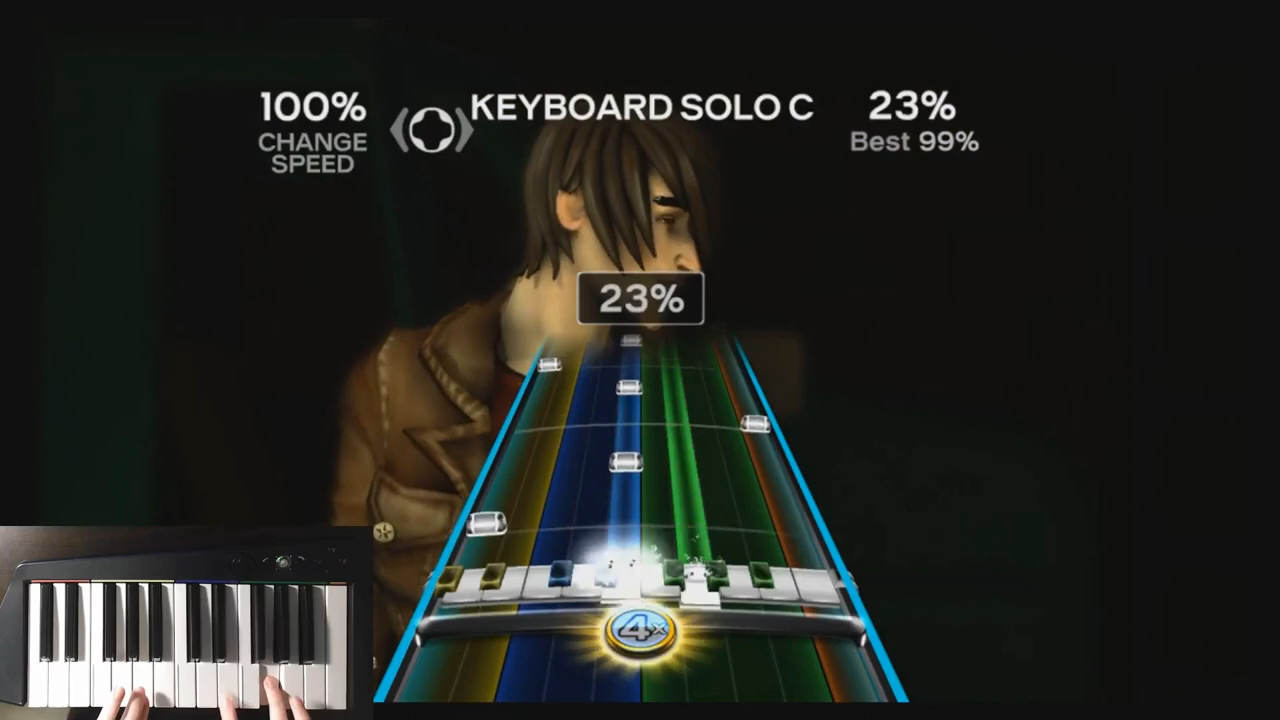 100%
CHANGE
SPEED
KEYBOARD SOLO C
23%
Best 99%
23%
4x